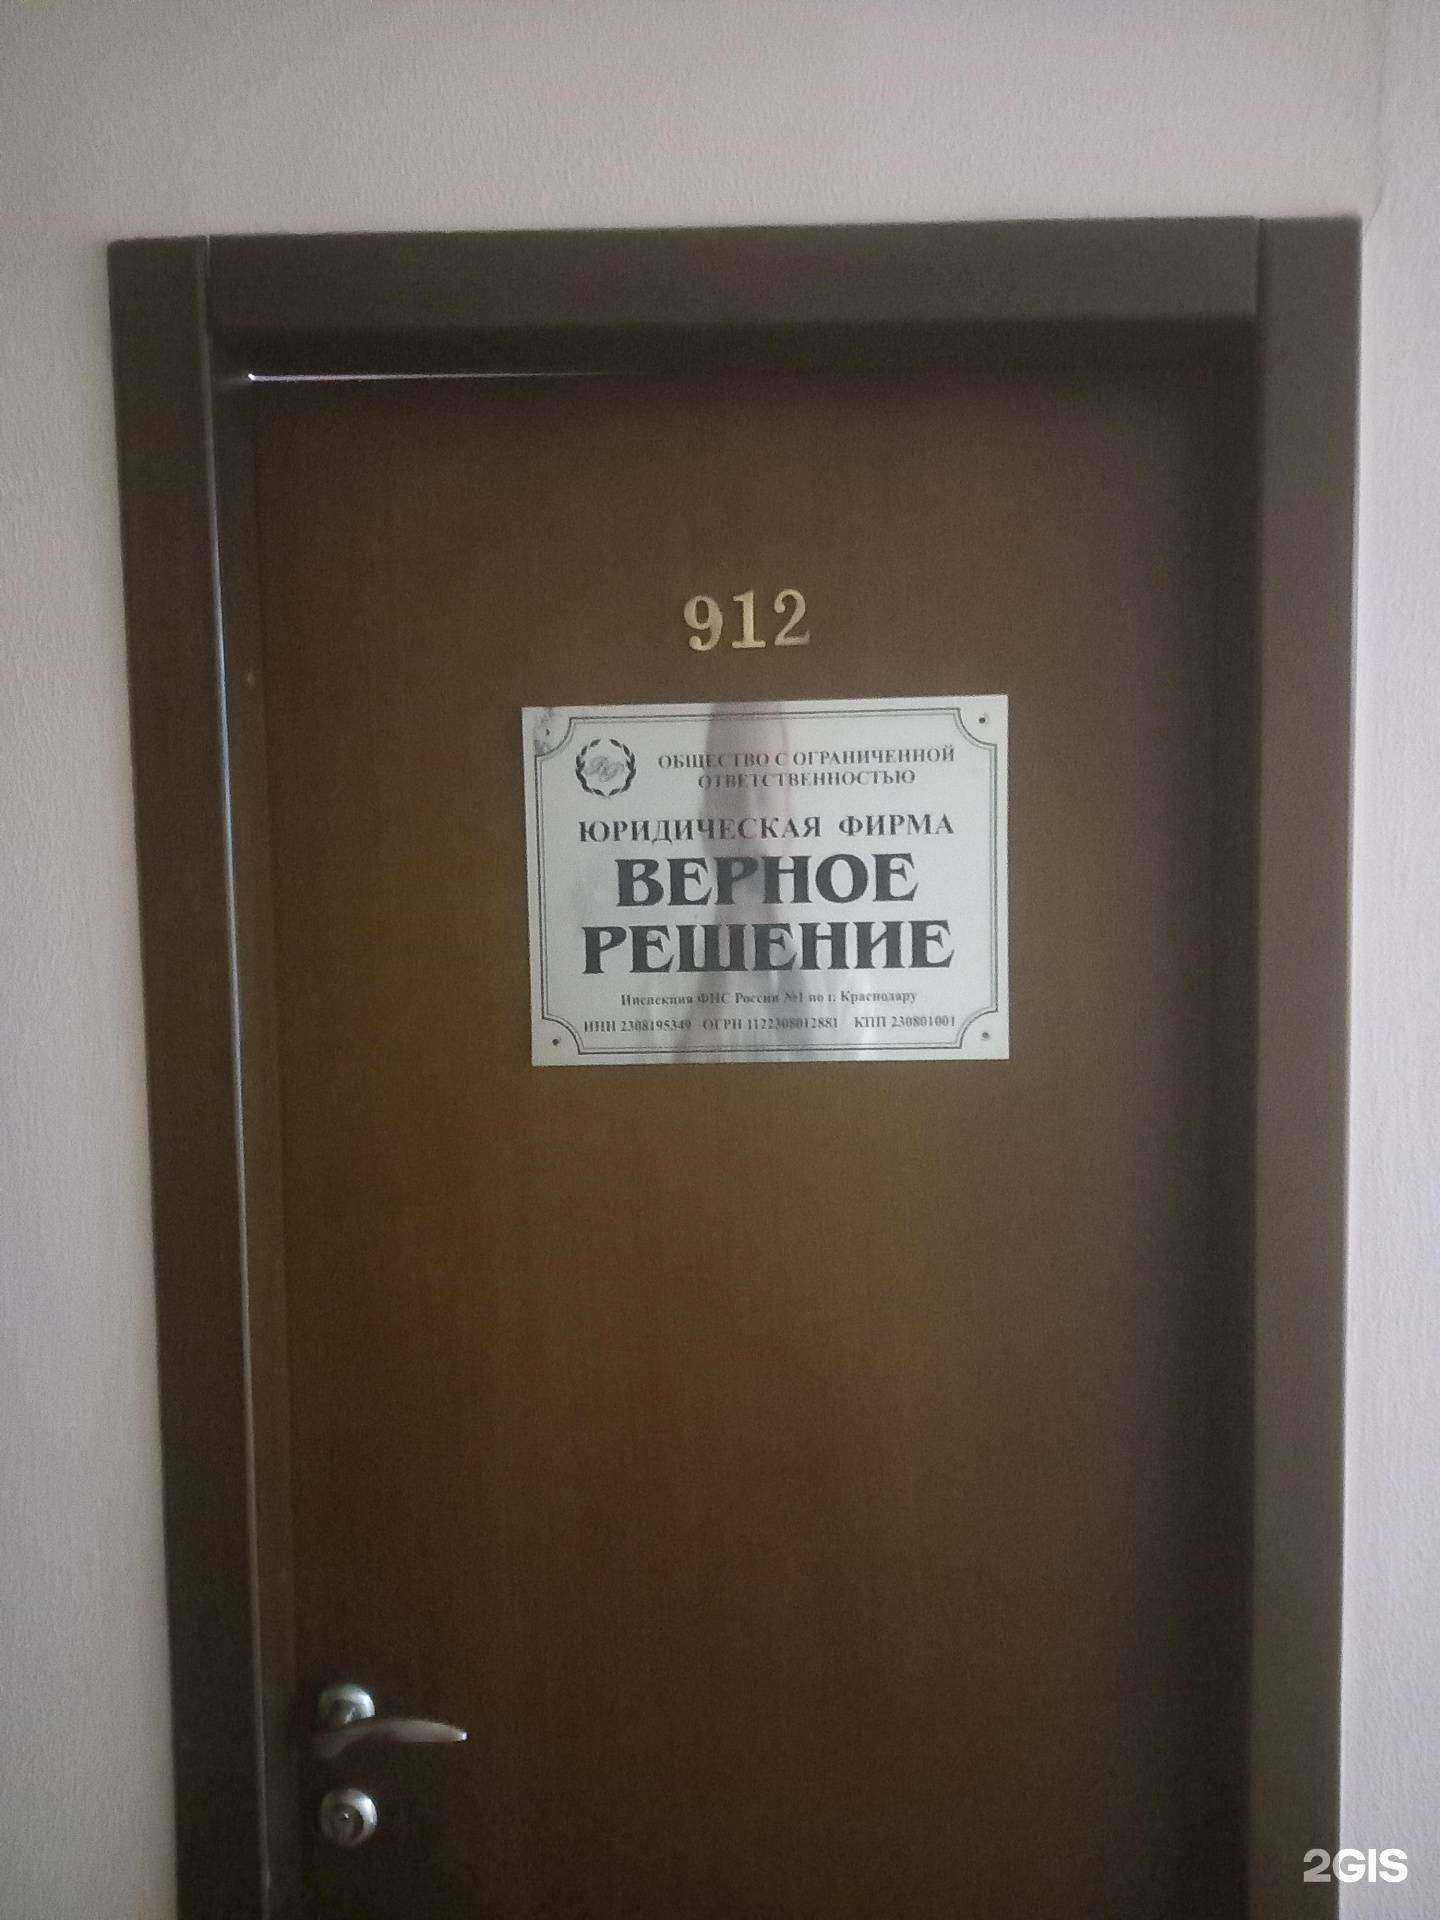 912
ВР
ОБЩЕСТВО С ОГРАНИЧЕННОЙ
ОТВЕТСТВЕННОСТЬЮ
ЮРИДИЧЕСКАЯ ФИРМА
ВЕРНОЕ
РЕШЕНИЕ
Инспекция ФНС России №1 по г. Краснодару
ИНН 2308195349 ОГРН 1122308012881 КПП 230801001
2GIS